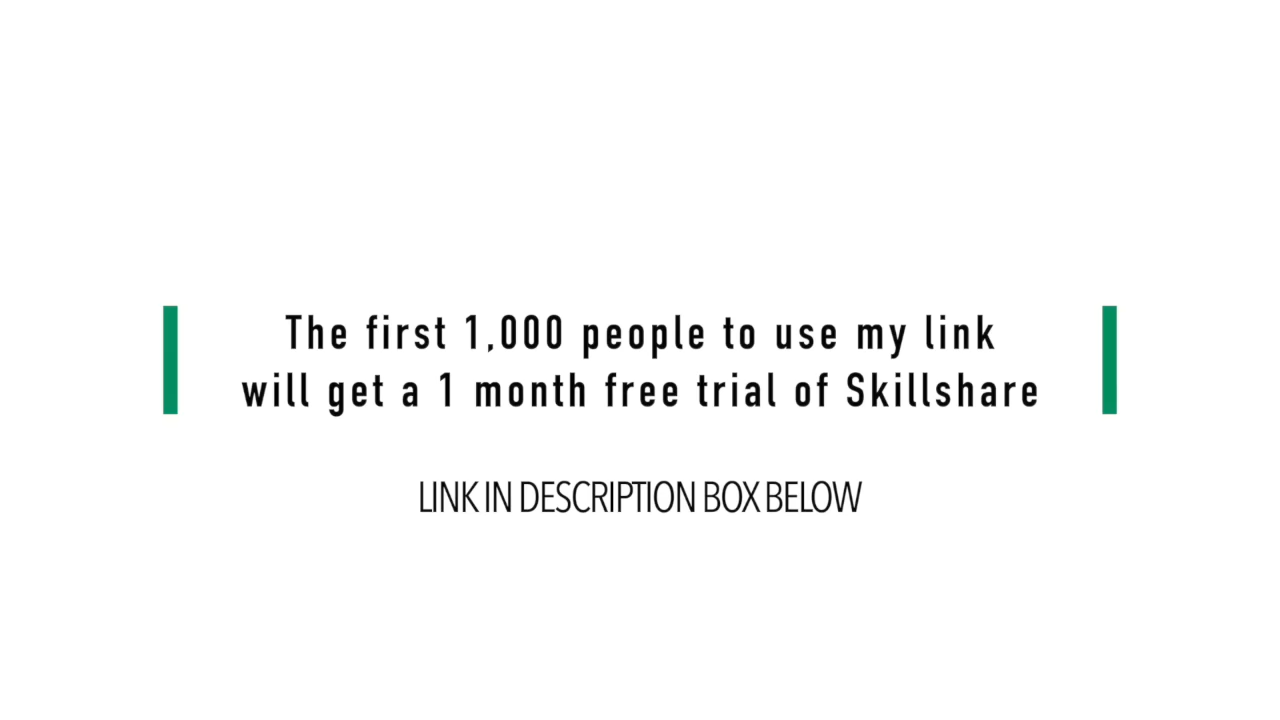 The first 1,000 people to use my link
will get a 1 month free trial of Skillshare
LINK IN DESCRIPTION BOX BELOW